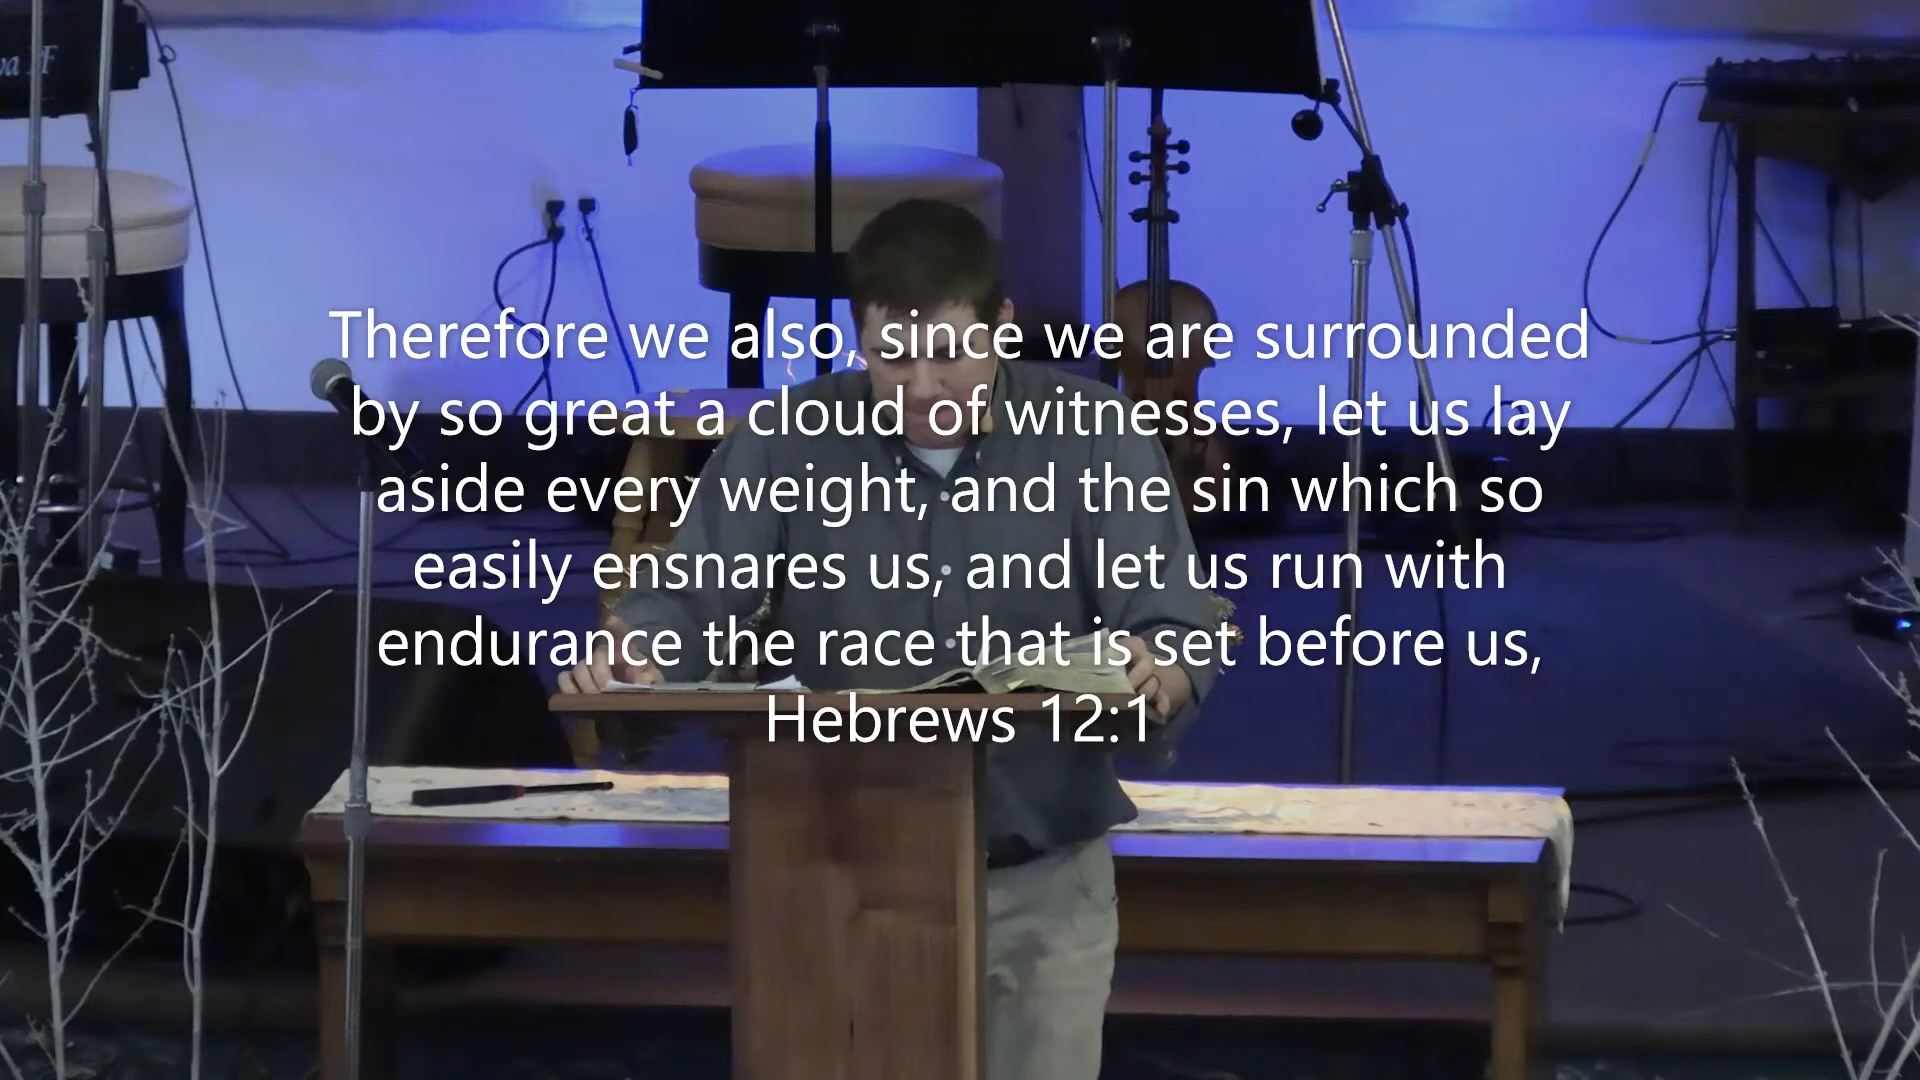 Therefore we also, since we are surrounded
by so great a cloud of witnesses, let us lay
aside every weight, and the sin which so
easily ensnares us, and let us run with
endurance the race that is set before us,
Hebrews 12:1